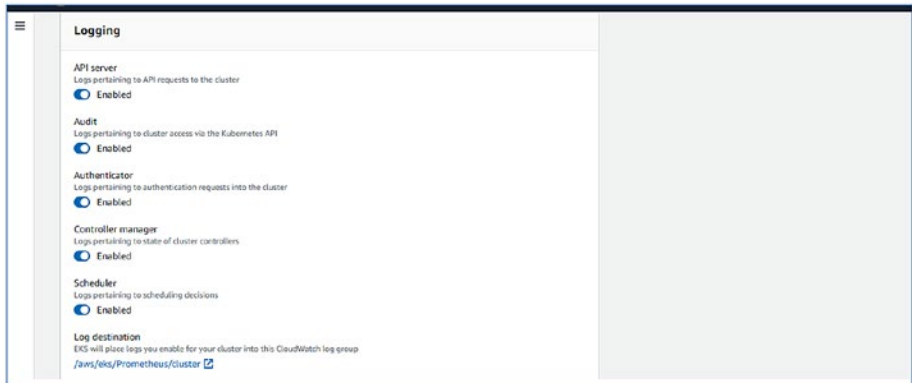 Logging
API server
Logs pertaining to API requests to the cluster
Enabled
Audit
Logs pertaining to cluster access via the Kubernetes API
Enabled
Authenticator
Logs pertaining to authentication requests into the cluster
Enabled
Controller manager
Logs pertaining to state of cluster controllers
Enabled
Scheduler
Logs pertaining to scheduling decisions
Enabled
Log destination
EKS will place logs you enable for your cluster into this CloudWatch log group
/aws/eks/Prometheus/cluster